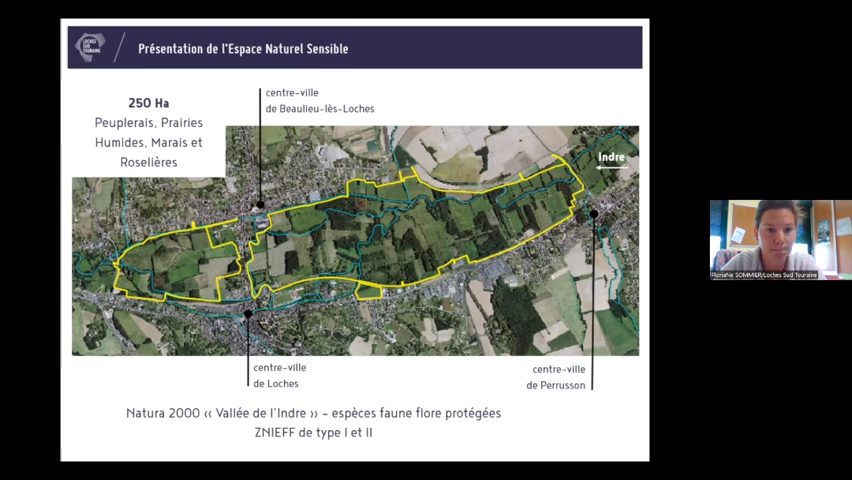 LOCHES
SUD
TOURAINE
Présentation de l'Espace Naturel Sensible
250 Ha
Peuplerais, Prairies
Humides, Marais et
Roselières
centre-ville
de Beaulieu-lès-Loches
Indre
centre-ville
de Loches
centre-ville
de Perrusson
Natura 2000 ‹‹ Vallée de l'Indre ›› - espèces faune flore protégées
ZNIEFF de type I et II
Floriane SOMMIER/Loches Sud Touraine